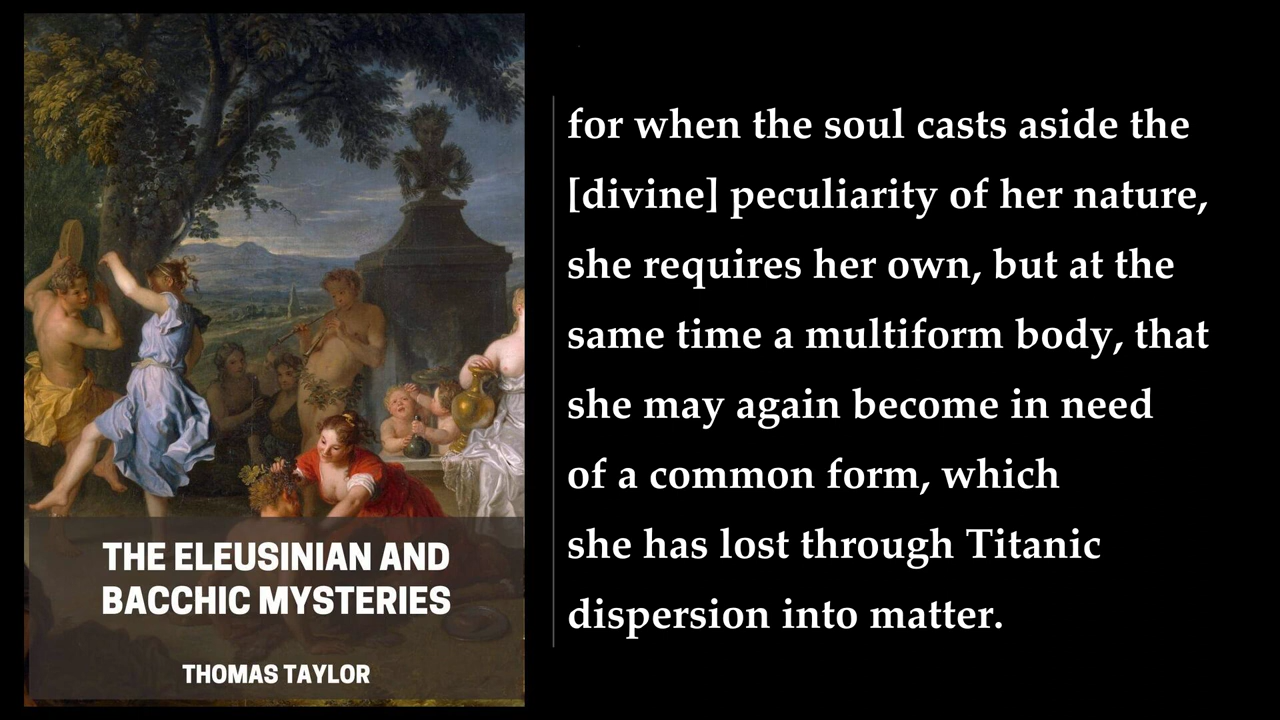 THE ELEUSINIAN AND
BACCHIC MYSTERIES
THOMAS TAYLOR
for when the soul casts aside the
[divine] peculiarity of her nature,
she requires her own, but at the
same time a multiform body, that
she may again become in need
of a common form, which
she has lost through Titanic
dispersion into matter.